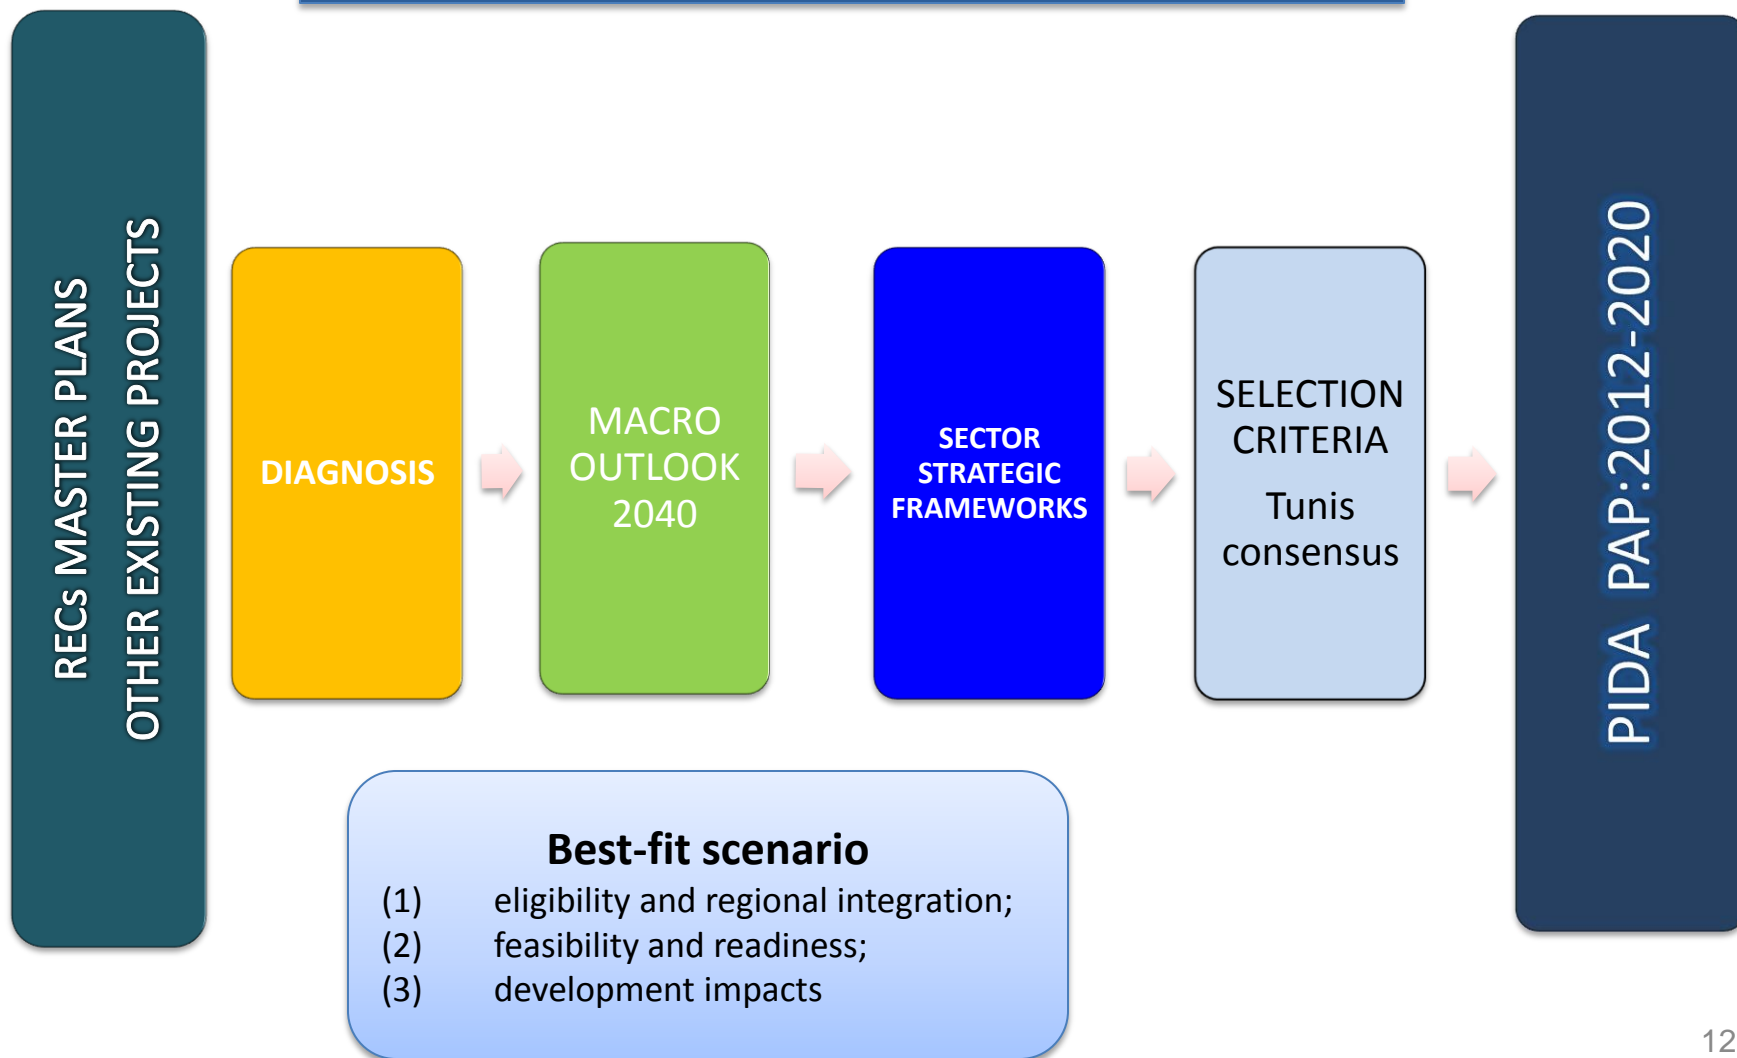 RECs MASTER PLANS
OTHER EXISTING PROJECTS
DIAGNOSIS
MACRO
OUTLOOK
2040
SECTOR
STRATEGIC
FRAMEWORKS
SELECTION
CRITERIA
Tunis
consensus
PIDA PAP:2012-2020
Best-fit scenario
(1) eligibility and regional integration;
(2) feasibility and readiness;
(3) development impacts
12